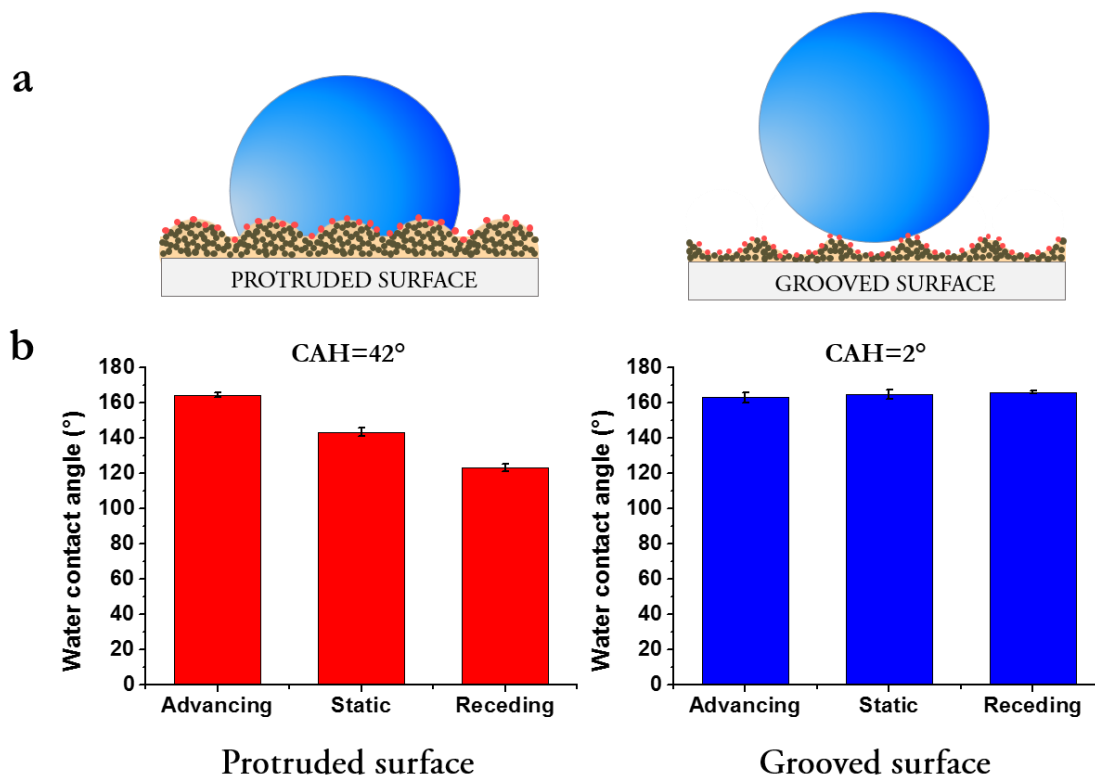 a
PROTRUDED SURFACE
GROOVED SURFACE
b
CAH=42°
Water contact angle (°)
180
160
140
120
100
80
60
40
20
0
Advancing
Static
Receding
Protruded surface
CAH=2°
Water contact angle (°)
180
160
140
120
100
80
60
40
20
0
Advancing
Static
Receding
Grooved surface